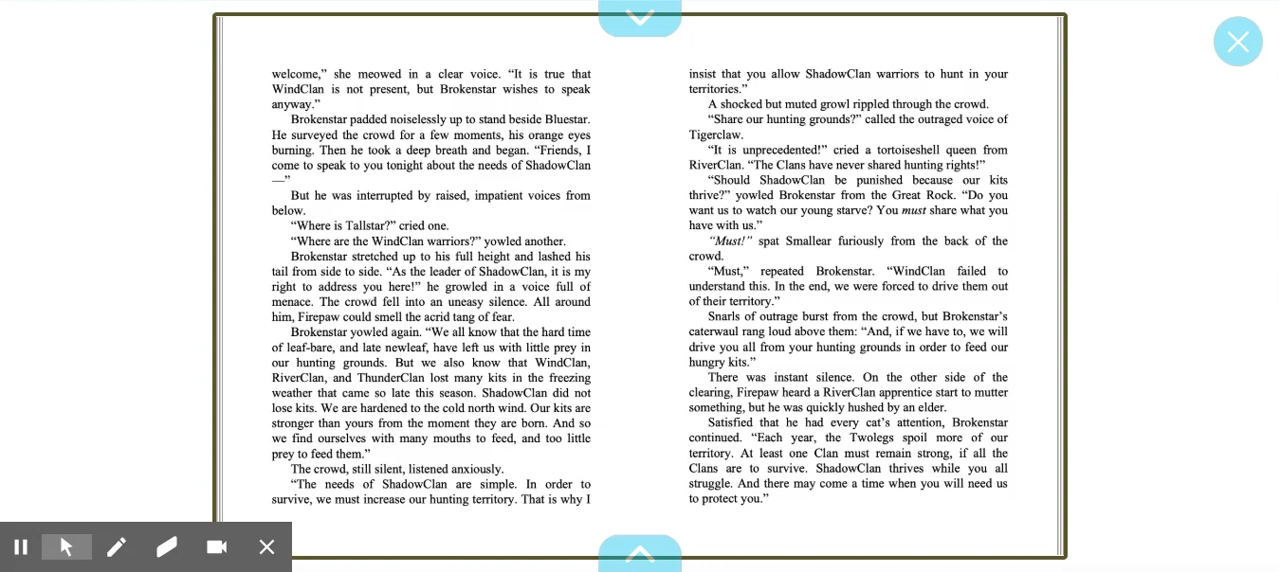 welcome,” she meowed in a clear voice. “It is true that
WindClan is not present, but Brokenstar wishes to speak
anyway.”
Brokenstar padded noiselessly up to stand beside Bluestar.
He surveyed the crowd for a few moments, his orange eyes
burning. Then he took a deep breath and began. “Friends, I
come to speak to you tonight about the needs of ShadowClan
—”
But he was interrupted by raised, impatient voices from
below.
“Where is Tallstar?” cried one.
“Where are the WindClan warriors?” yowled another.
Brokenstar stretched up to his full height and lashed his
tail from side to side. “As the leader of ShadowClan, it is my
right to address you here!” he growled in a voice full of
menace. The crowd fell into an uneasy silence. All around
him, Firepaw could smell the acrid tang of fear.
Brokenstar yowled again. “We all know that the hard time
of leaf-bare, and late newleaf, have left us with little prey in
our hunting grounds. But we also know that WindClan,
RiverClan, and ThunderClan lost many kits in the freezing
weather that came so late this season. ShadowClan did not
lose kits. We are hardened to the cold north wind. Our kits are
stronger than yours from the moment they are born. And so
we find ourselves with many mouths to feed, and too little
prey to feed them.”
The crowd, still silent, listened anxiously.
“The needs of ShadowClan are simple. In order to
survive, we must increase our hunting territory. That is why I
insist that you allow ShadowClan warriors to hunt in your
territories.”
A shocked but muted growl rippled through the crowd.
“Share our hunting grounds?” called the outraged voice of
Tigerclaw.
“It is unprecedented!” cried a tortoiseshell queen from
RiverClan. “The Clans have never shared hunting rights!”
“Should ShadowClan be punished because our kits
thrive?” yowled Brokenstar from the Great Rock. “Do you
want us to watch our young starve? You must share what you
have with us.”
“Must!” spat Smallear furiously from the back of the
crowd.
“Must,” repeated Brokenstar. “WindClan failed to
understand this. In the end, we were forced to drive them out
of their territory.”
Snarls of outrage burst from the crowd, but Brokenstar’s
caterwaul rang loud above them: “And, if we have to, we will
drive you all from your hunting grounds in order to feed our
hungry kits.”
There was instant silence. On the other side of the
clearing, Firepaw heard a RiverClan apprentice start to mutter
something, but he was quickly hushed by an elder.
Satisfied that he had every cat’s attention, Brokenstar
continued. “Each year, the Twolegs spoil more of our
territory. At least one Clan must remain strong, if all the
Clans are to survive. ShadowClan thrives while you all
struggle. And there may come a time when you will need us
to protect you.”